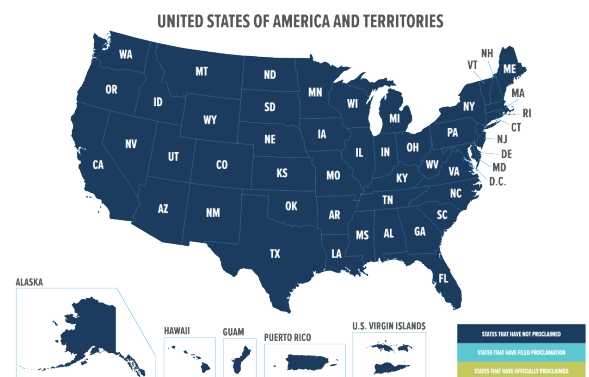 UNITED STATES OF AMERICA AND TERRITORIES
NH
VT
WA
ME
MT
ND
OR
MN
MA
ID
SD
WI
NY
RI
WY
MI
CT
IA
PA
NE
NJ
NV
OH
IL
IN
DE
UT
CO
WV
MD
CA
KS
MO
VA
KY
D.C.
NC
TN
OK
AZ
NM
AR
SC
MS
AL
GA
TX
LA
FL
ALASKA
HAWAII
GUAM
PUERTO RICO
U.S. VIRGIN ISLANDS
STATES THAT HAVE NOT PROCLAIMED
STATES THAT HAVE FILED PROCLAMATION
STATES THAT HAVE OFFICIALLY PROCLAIMED